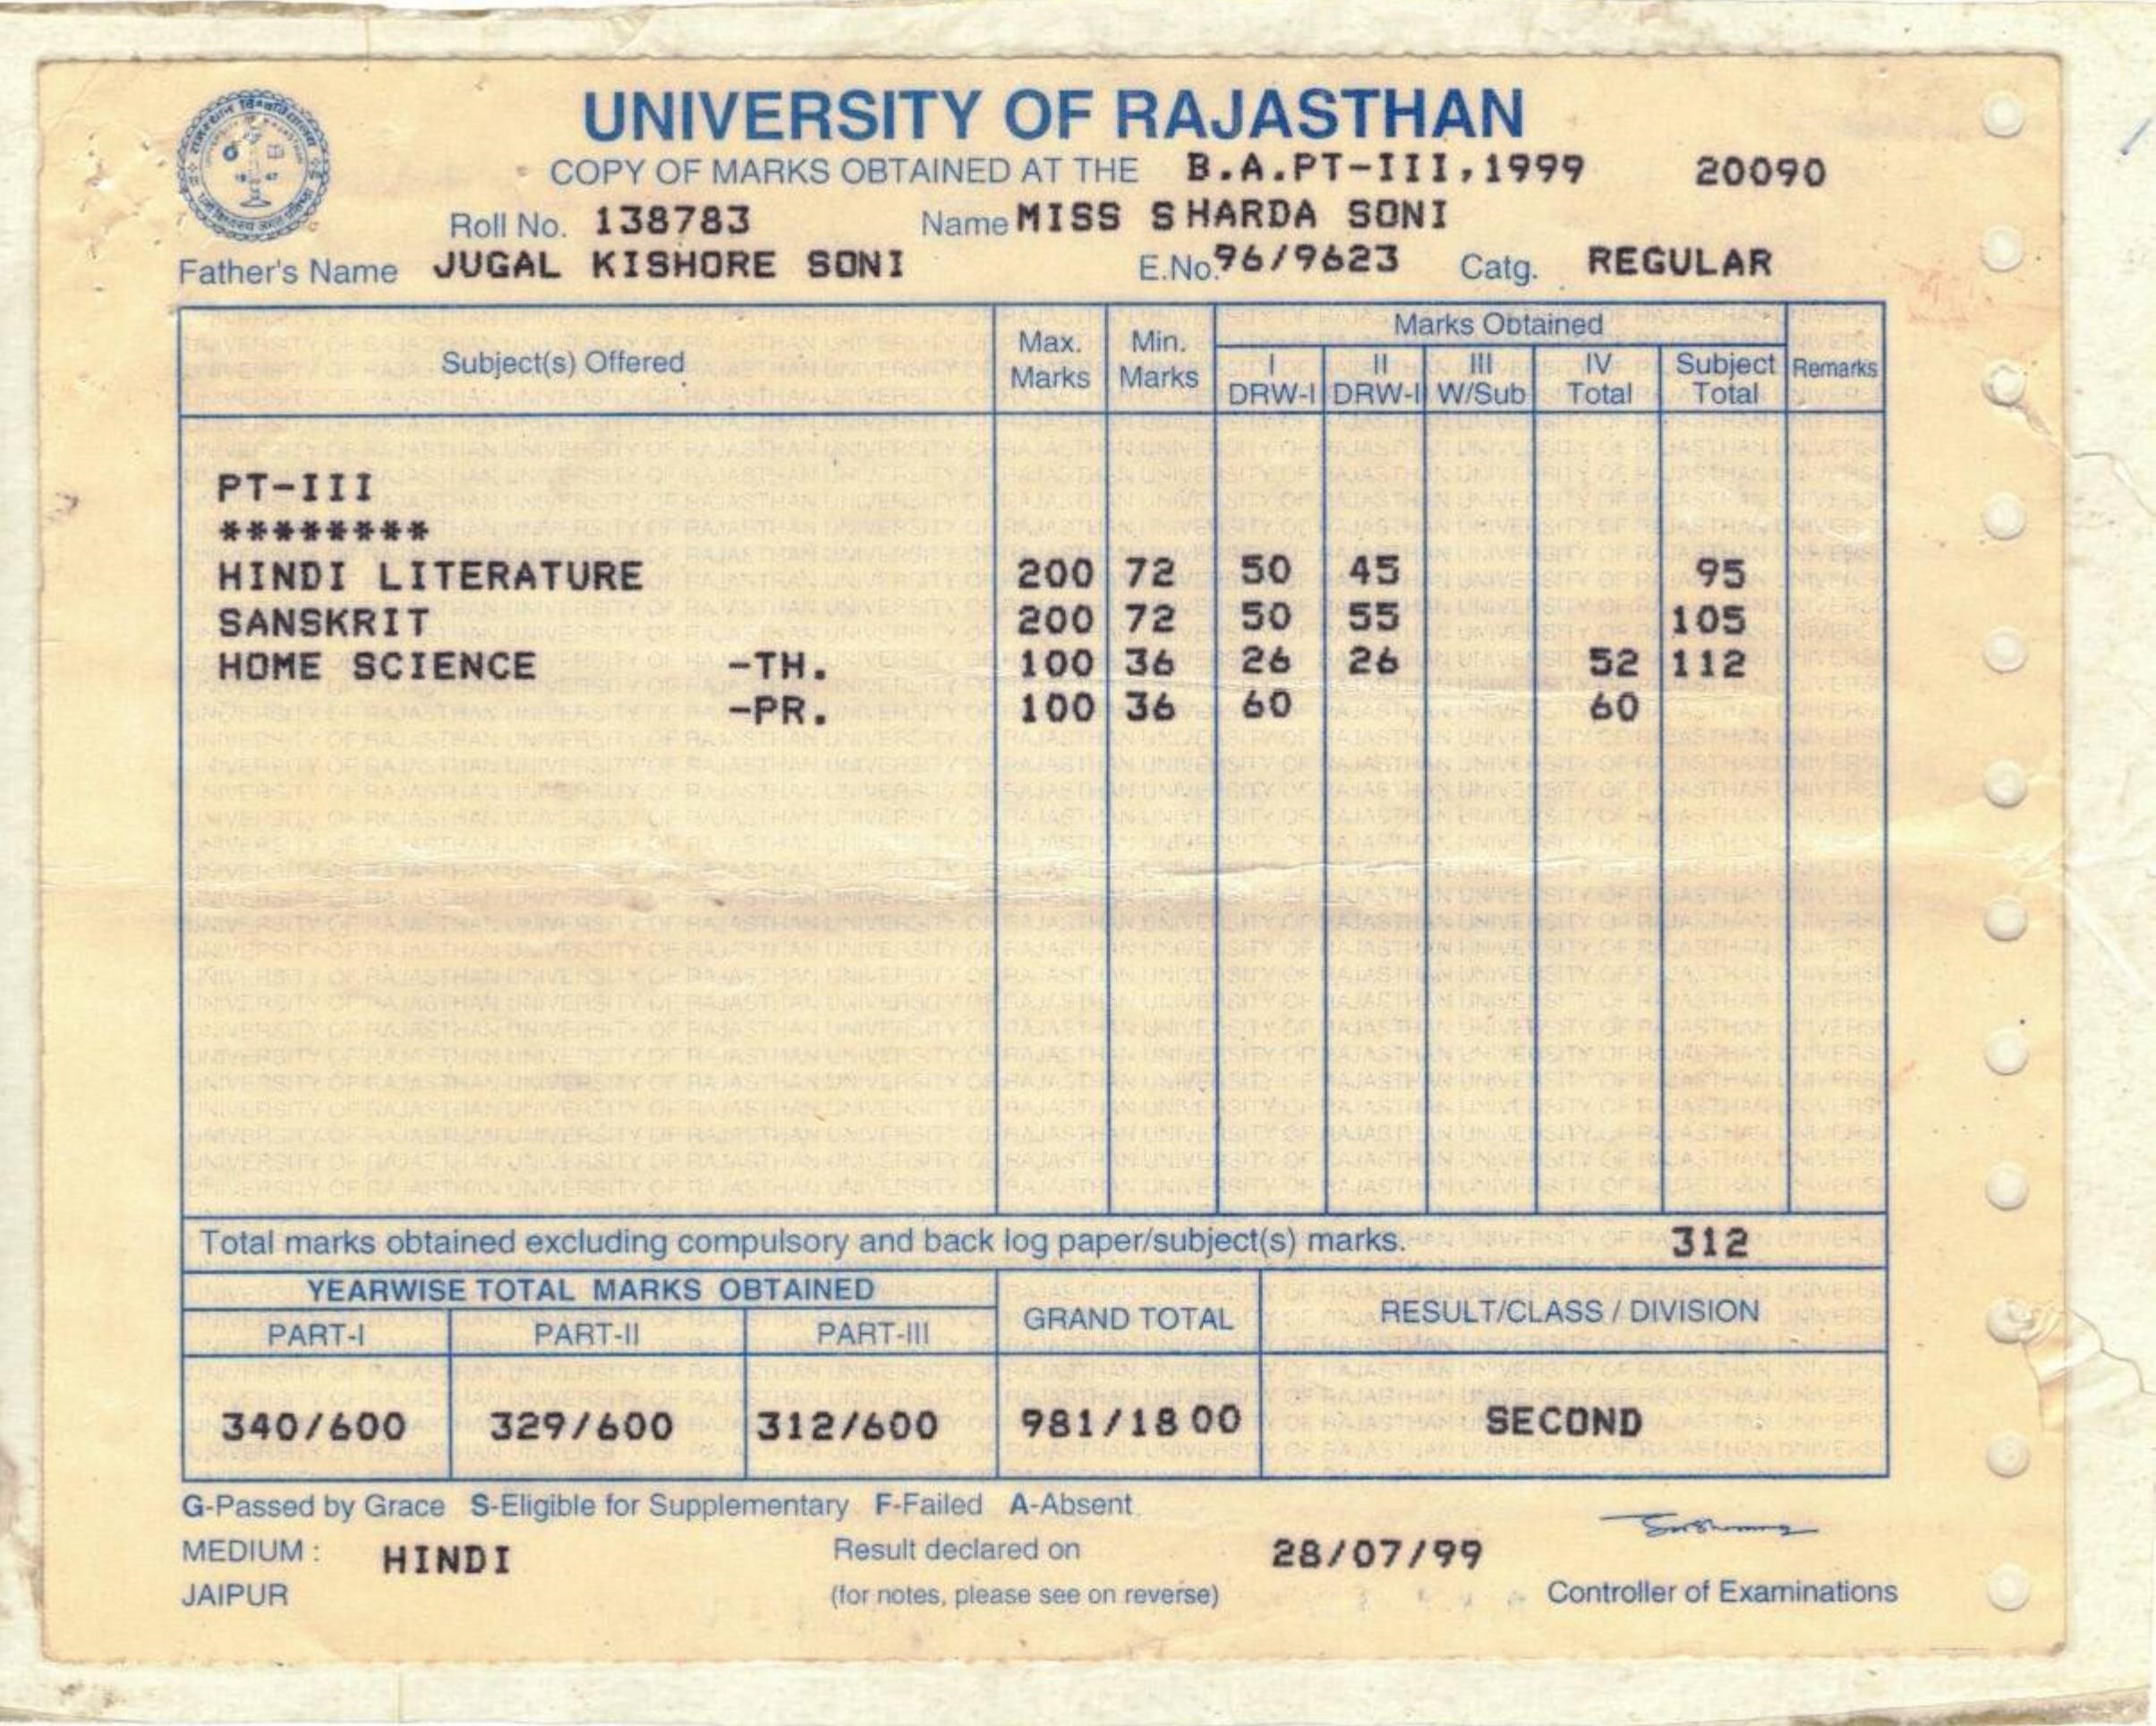 UNIVERSITY OF RAJASTHAN
COPY OF MARKS OBTAINED AT THE B.A.PT-III,1999 20090
Roll No. 138783 Name MISS SHARDA SONI
Father's Name JUGAL KISHORE SONI E.No. 96/9623 Catg. REGULAR
Subject(s) Offered Max. Marks Min. Marks Marks Obtained Remarks
I DRW-I II DRW-II III W/Sub IV Total Subject Total
PT-III
********
HINDI LITERATURE 200 72 50 45 95
SANSKRIT 200 72 50 55 105
HOME SCIENCE -TH. 100 36 26 26 52 112
-PR. 100 36 60 60
Total marks obtained excluding compulsory and back log paper/subject(s) marks. 312
YEARWISE TOTAL MARKS OBTAINED GRAND TOTAL RESULT/CLASS / DIVISION
PART-I PART-II PART-III
340/600 329/600 312/600 981/1800 SECOND
G-Passed by Grace S-Eligible for Supplementary F-Failed A-Absent
MEDIUM : HINDI Result declared on 28/07/99
JAIPUR (for notes, please see on reverse) Controller of Examinations